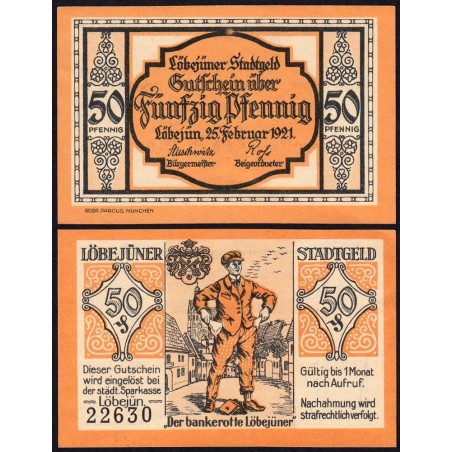 Löbejüner Stadtgeld
Gutschein über
50 Fünfzig Pfennig 50
PFENNIG PFENNIG
Löbejün, 25. Februar 1921.
Bürgermeister Beigeordneter
GEBR. PARCUS, MÜNCHEN
LÖBEJÜNER STADTGELD
50 50
Dieser Gutschein
wird eingelöst bei
der städt. Sparkasse
Löbejün.
22630
Gültig bis 1 Monat
nach Aufruf.
Nachahmung wird
strafrechtlich verfolgt.
"Der bankerotte Löbejüner"